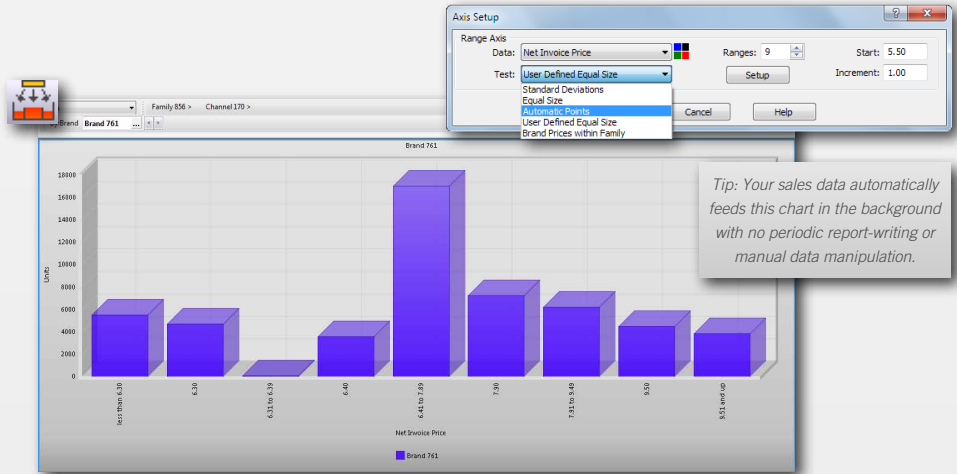 Axis Setup
?
X
Range Axis
Data: Net Invoice Price
Ranges: 9
Start: 5.50
Test: User Defined Equal Size
Setup
Increment: 1.00
Standard Deviations
Equal Size
Automatic Points
User Defined Equal Size
Brand Prices within Family
Cancel
Help
Family 856 >
Channel 170 >
Brand
Brand 761
...
< >
Brand 761
Tip: Your sales data automatically
feeds this chart in the background
with no periodic report-writing or
manual data manipulation.
18000
16000
14000
12000
10000
8000
6000
4000
2000
0
Units
less than 6.30
6.30
6.31 to 6.39
6.40
6.41 to 7.89
7.90
7.91 to 9.49
9.50
9.51 and up
Net Invoice Price
Brand 761